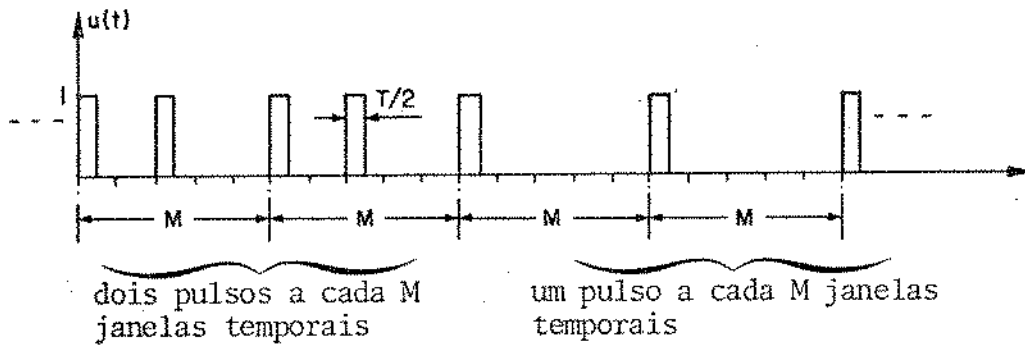 u(t)
1
T/2
M M M M
dois pulsos a cada M
janelas temporais
um pulso a cada M janelas
temporais